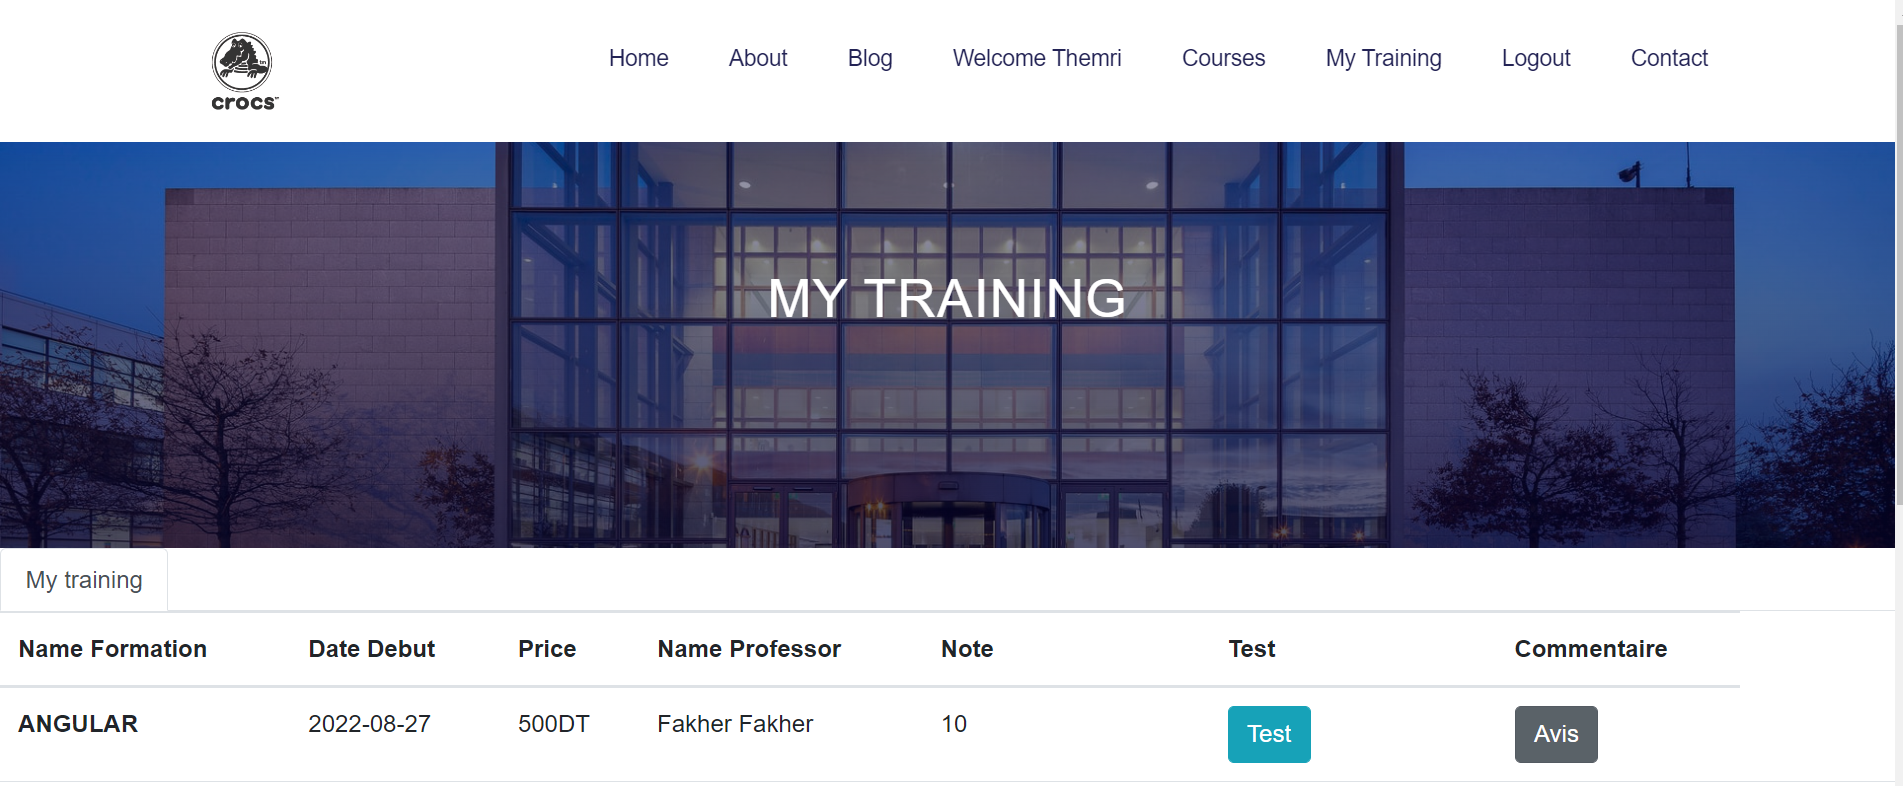 crocs
Home About Blog Welcome Themri Courses My Training Logout Contact
MY TRAINING
My training
Name Formation Date Debut Price Name Professor Note Test Commentaire
ANGULAR 2022-08-27 500DT Fakher Fakher 10 Test Avis